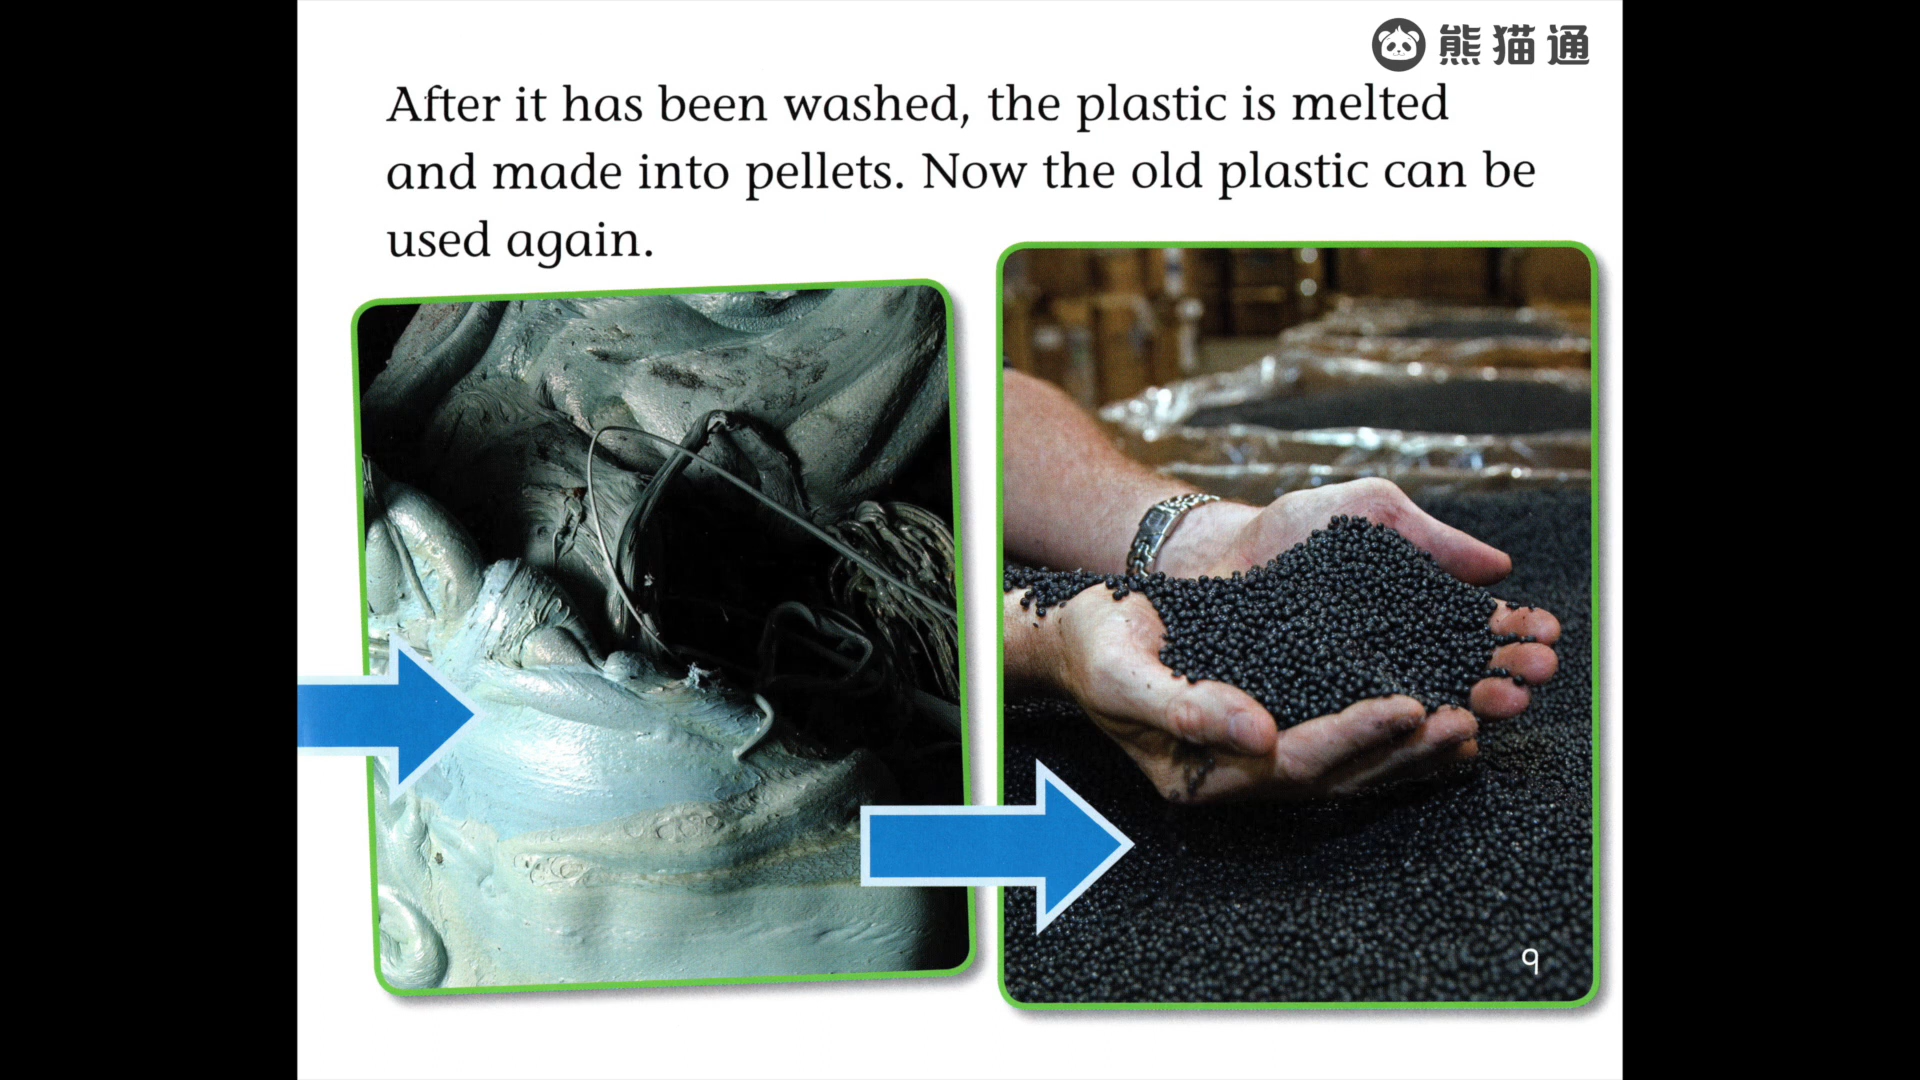 熊猫通
After it has been washed, the plastic is melted
and made into pellets. Now the old plastic can be
used again.
9